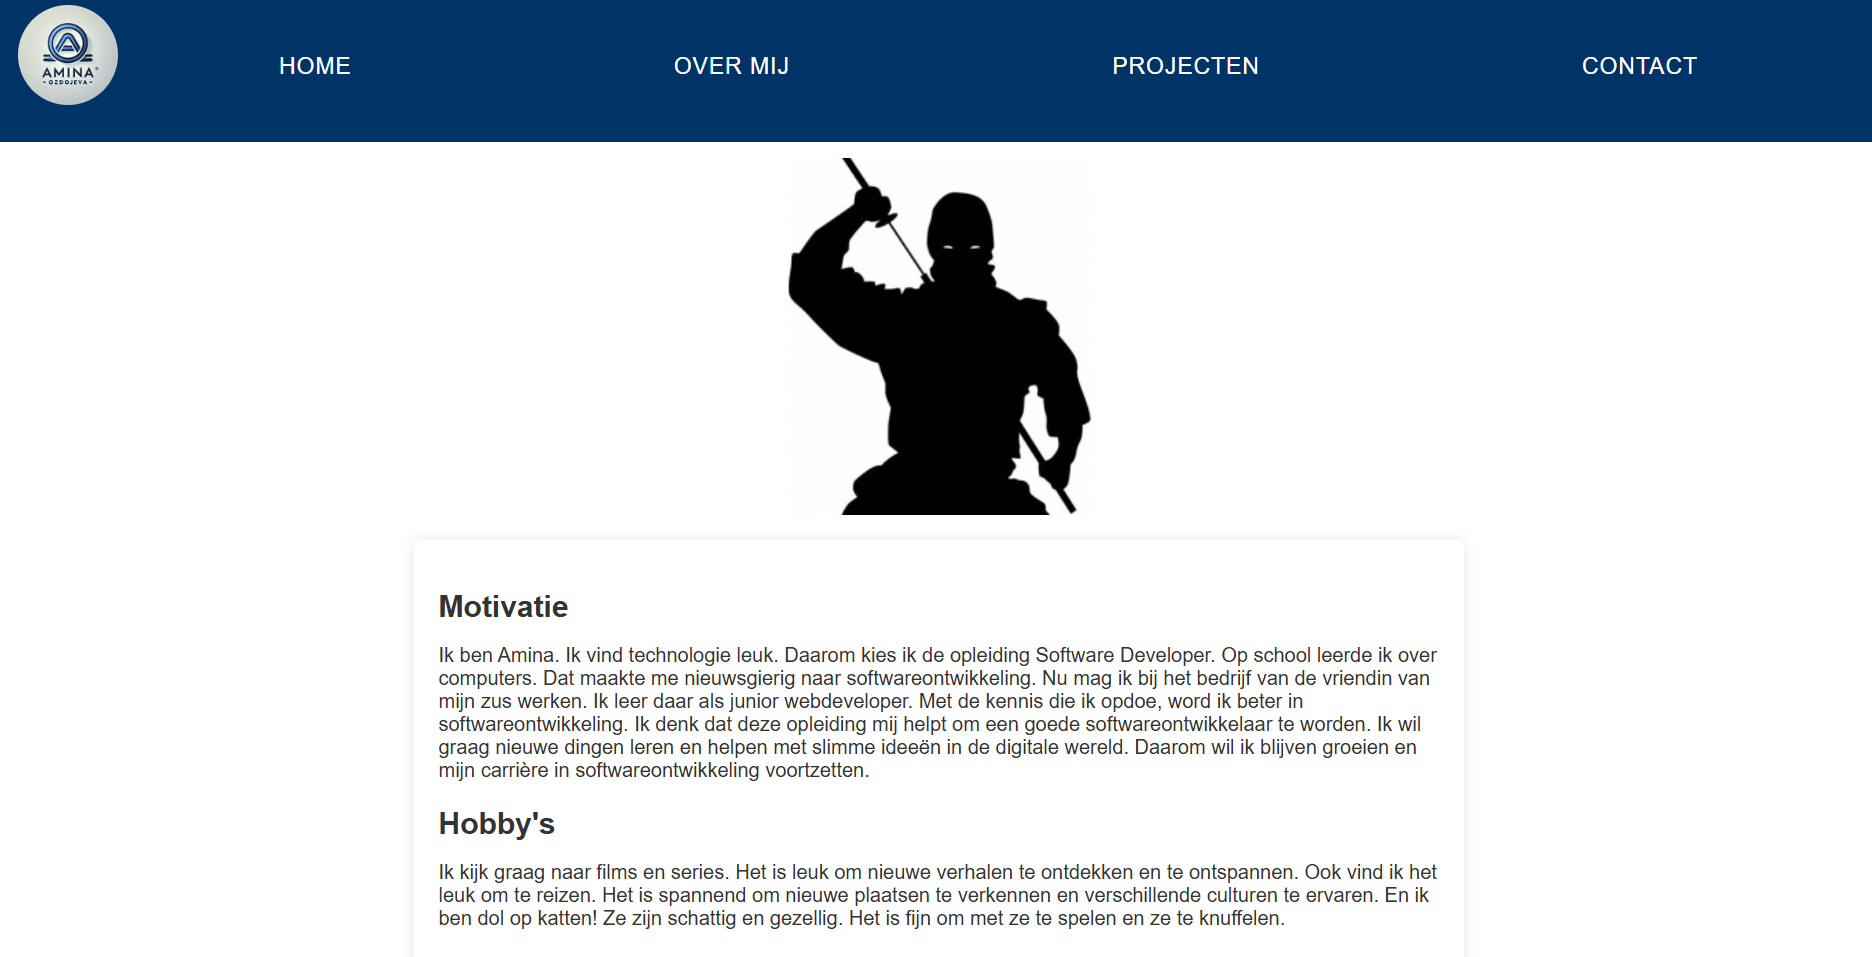 AMINA
-OZDOJEVA-
HOME
OVER MIJ
PROJECTEN
CONTACT
Motivatie
Ik ben Amina. Ik vind technologie leuk. Daarom kies ik de opleiding Software Developer. Op school leerde ik over
computers. Dat maakte me nieuwsgierig naar softwareontwikkeling. Nu mag ik bij het bedrijf van de vriendin van
mijn zus werken. Ik leer daar als junior webdeveloper. Met de kennis die ik opdoe, word ik beter in
softwareontwikkeling. Ik denk dat deze opleiding mij helpt om een goede softwareontwikkelaar te worden. Ik wil
graag nieuwe dingen leren en helpen met slimme ideeën in de digitale wereld. Daarom wil ik blijven groeien en
mijn carrière in softwareontwikkeling voortzetten.
Hobby's
Ik kijk graag naar films en series. Het is leuk om nieuwe verhalen te ontdekken en te ontspannen. Ook vind ik het
leuk om te reizen. Het is spannend om nieuwe plaatsen te verkennen en verschillende culturen te ervaren. En ik
ben dol op katten! Ze zijn schattig en gezellig. Het is fijn om met ze te spelen en ze te knuffelen.